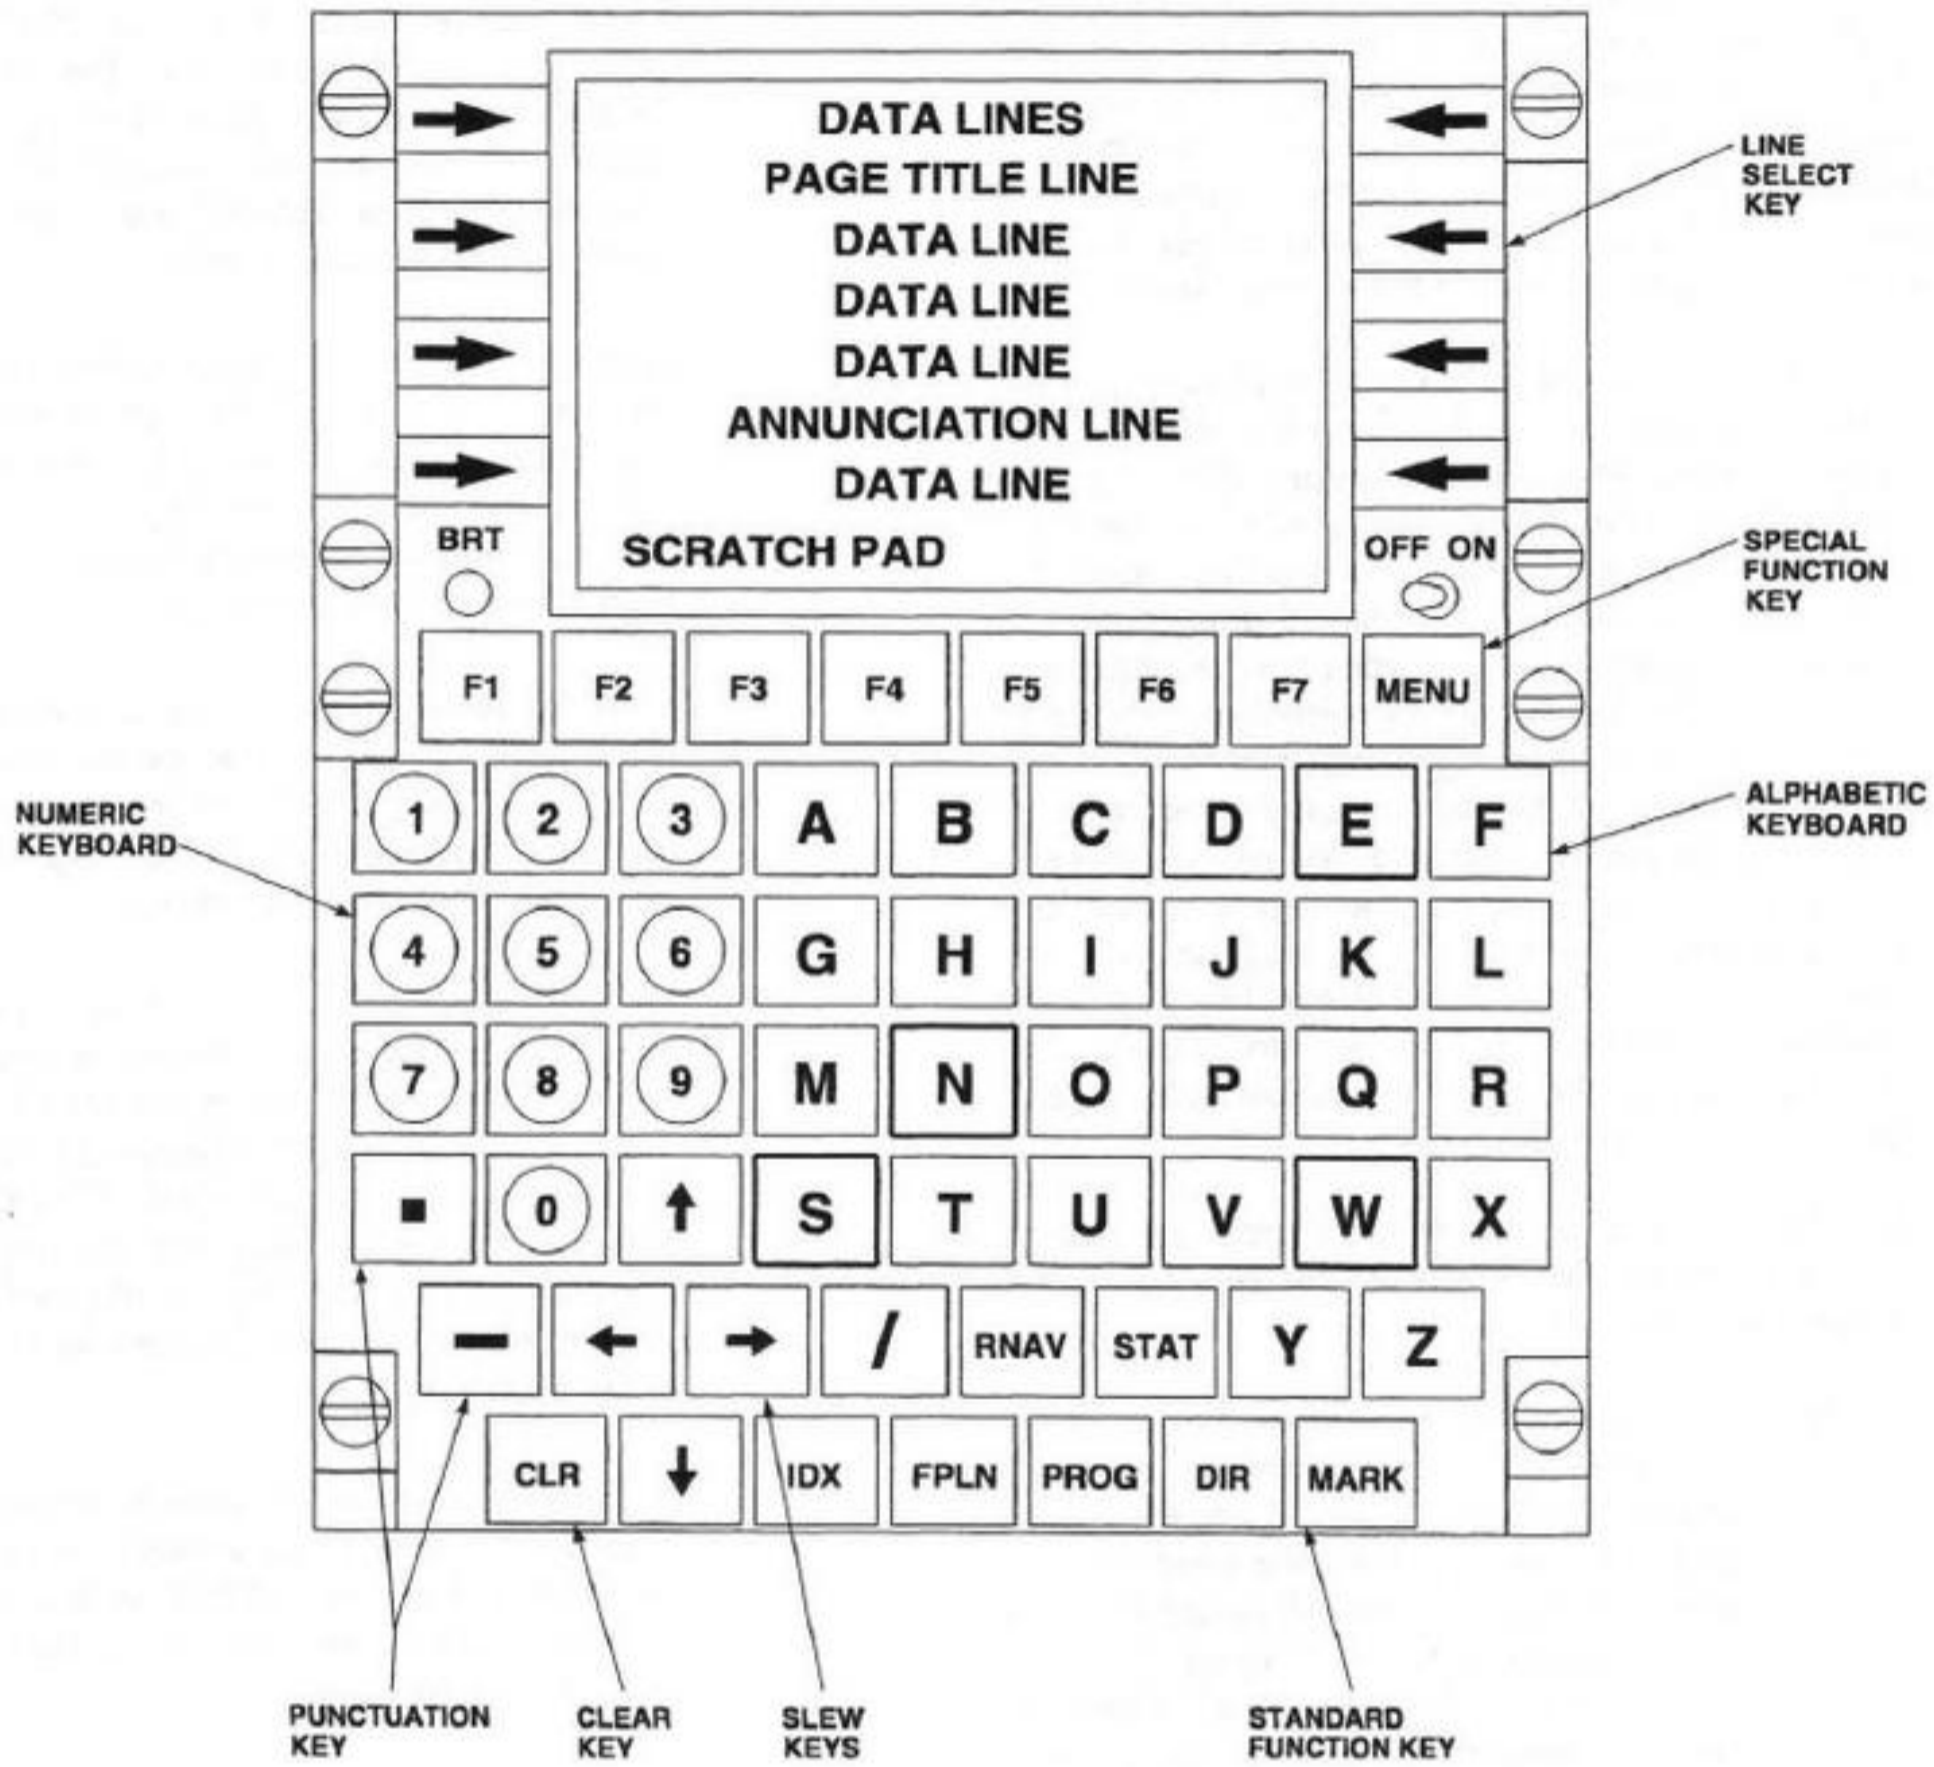 DATA LINES
PAGE TITLE LINE
DATA LINE
DATA LINE
DATA LINE
ANNUNCIATION LINE
DATA LINE
SCRATCH PAD
LINE
SELECT
KEY
BRT
OFF ON
SPECIAL
FUNCTION
KEY
F1 F2 F3 F4 F5 F6 F7 MENU
NUMERIC
KEYBOARD
1 2 3 A B C D E F
ALPHABETIC
KEYBOARD
4 5 6 G H I J K L
7 8 9 M N O P Q R
. 0 ↑ S T U V W X
— ← → / RNAV STAT Y Z
CLR ↓ IDX FPLN PROG DIR MARK
PUNCTUATION
KEY
CLEAR
KEY
SLEW
KEYS
STANDARD
FUNCTION KEY